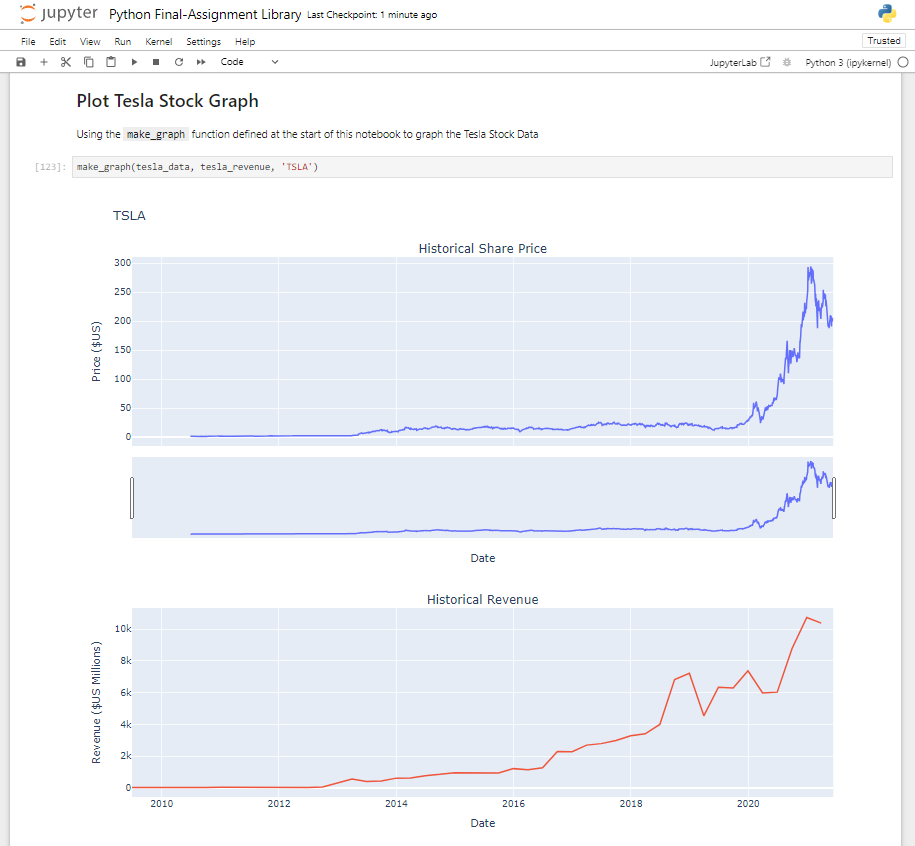 jupyter Python Final-Assignment Library Last Checkpoint: 1 minute ago
File Edit View Run Kernel Settings Help Trusted
Code JupyterLab Python 3 (ipykernel)
Plot Tesla Stock Graph
Using the make_graph function defined at the start of this notebook to graph the Tesla Stock Data
[123]: make_graph(tesla_data, tesla_revenue, 'TSLA')
TSLA
Historical Share Price
300
250
200
150
100
50
0
Price ($US)
Date
Historical Revenue
10k
8k
6k
4k
2k
0
Revenue ($US Millions)
2010 2012 2014 2016 2018 2020
Date